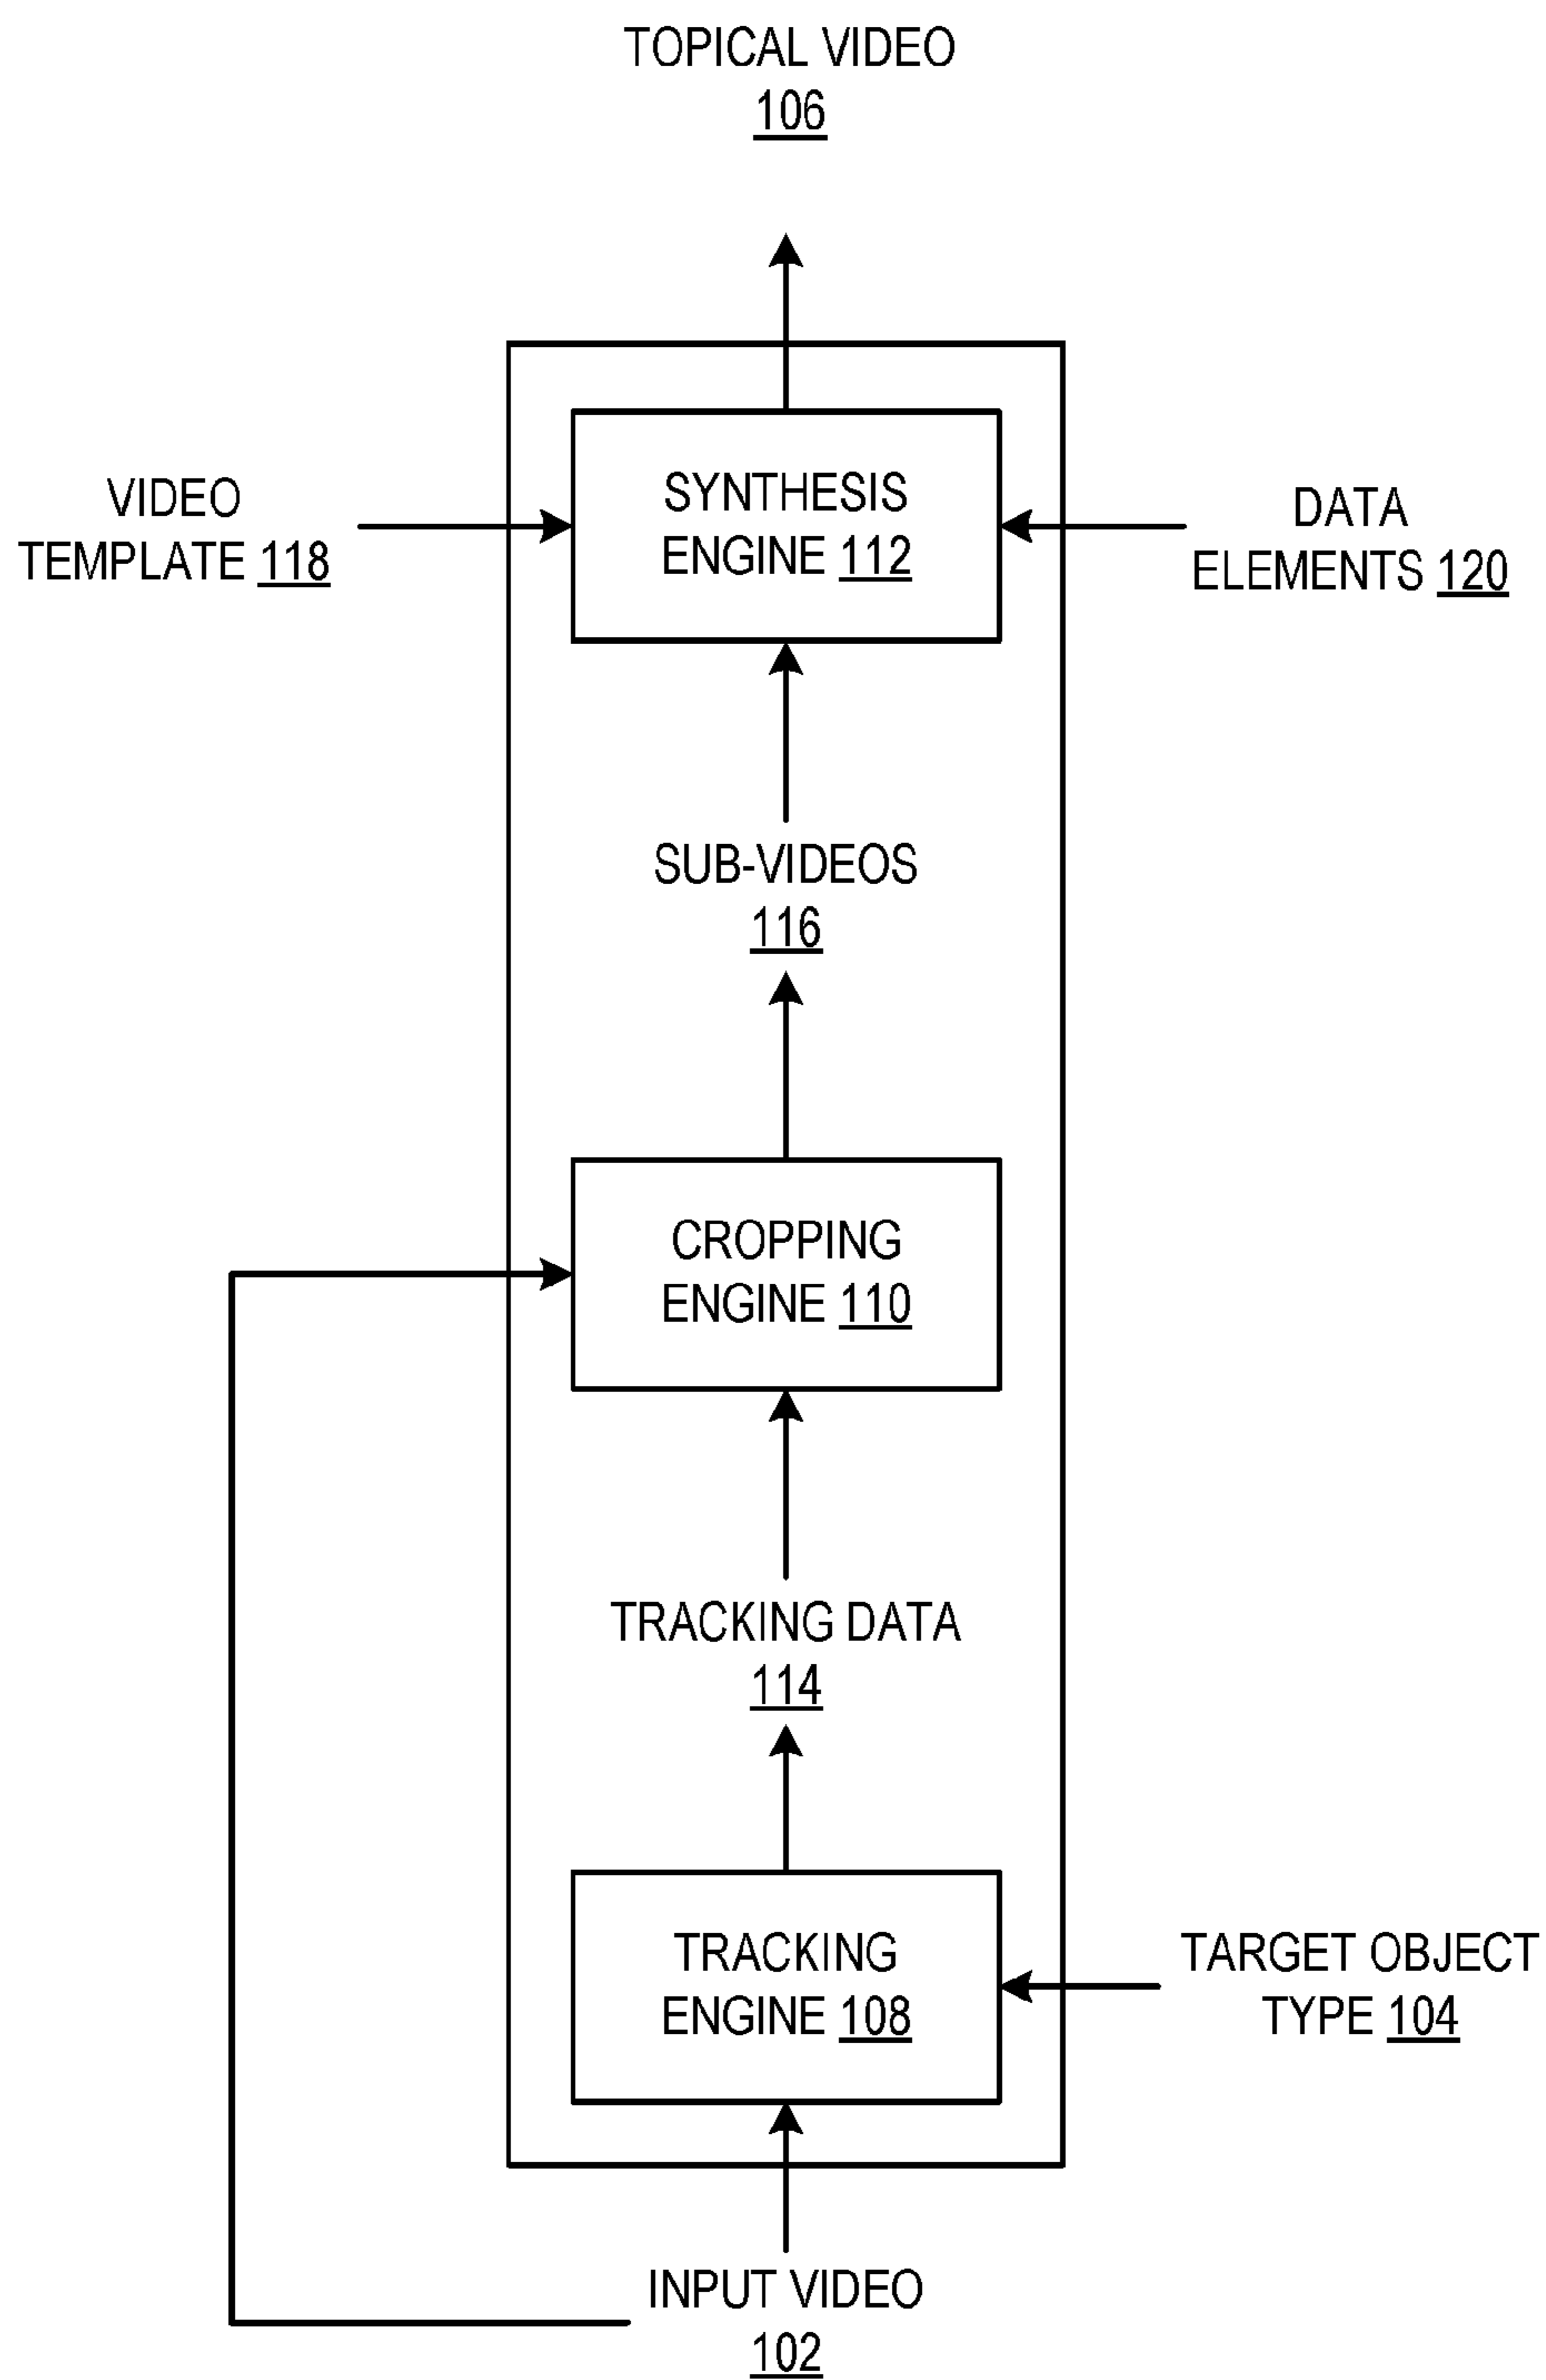 TOPICAL VIDEO
106
VIDEO
TEMPLATE 118
SYNTHESIS
ENGINE 112
DATA
ELEMENTS 120
SUB-VIDEOS
116
CROPPING
ENGINE 110
TRACKING DATA
114
TRACKING
ENGINE 108
TARGET OBJECT
TYPE 104
INPUT VIDEO
102